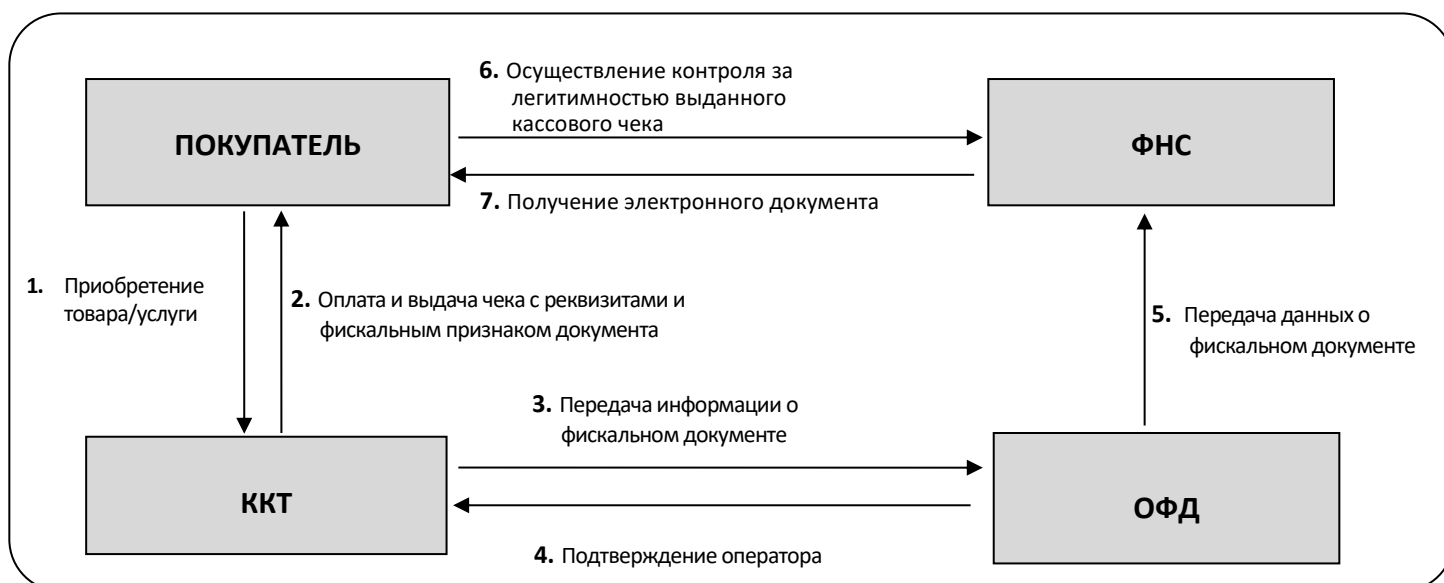 6. Осуществление контроля за
легитимностью выданного
кассового чека
ПОКУПАТЕЛЬ
ФНС
7. Получение электронного документа
1. Приобретение
товара/услуги
2. Оплата и выдача чека с реквизитами и
фискальным признаком документа
5. Передача данных о
фискальном документе
3. Передача информации о
фискальном документе
ККТ
ОФД
4. Подтверждение оператора